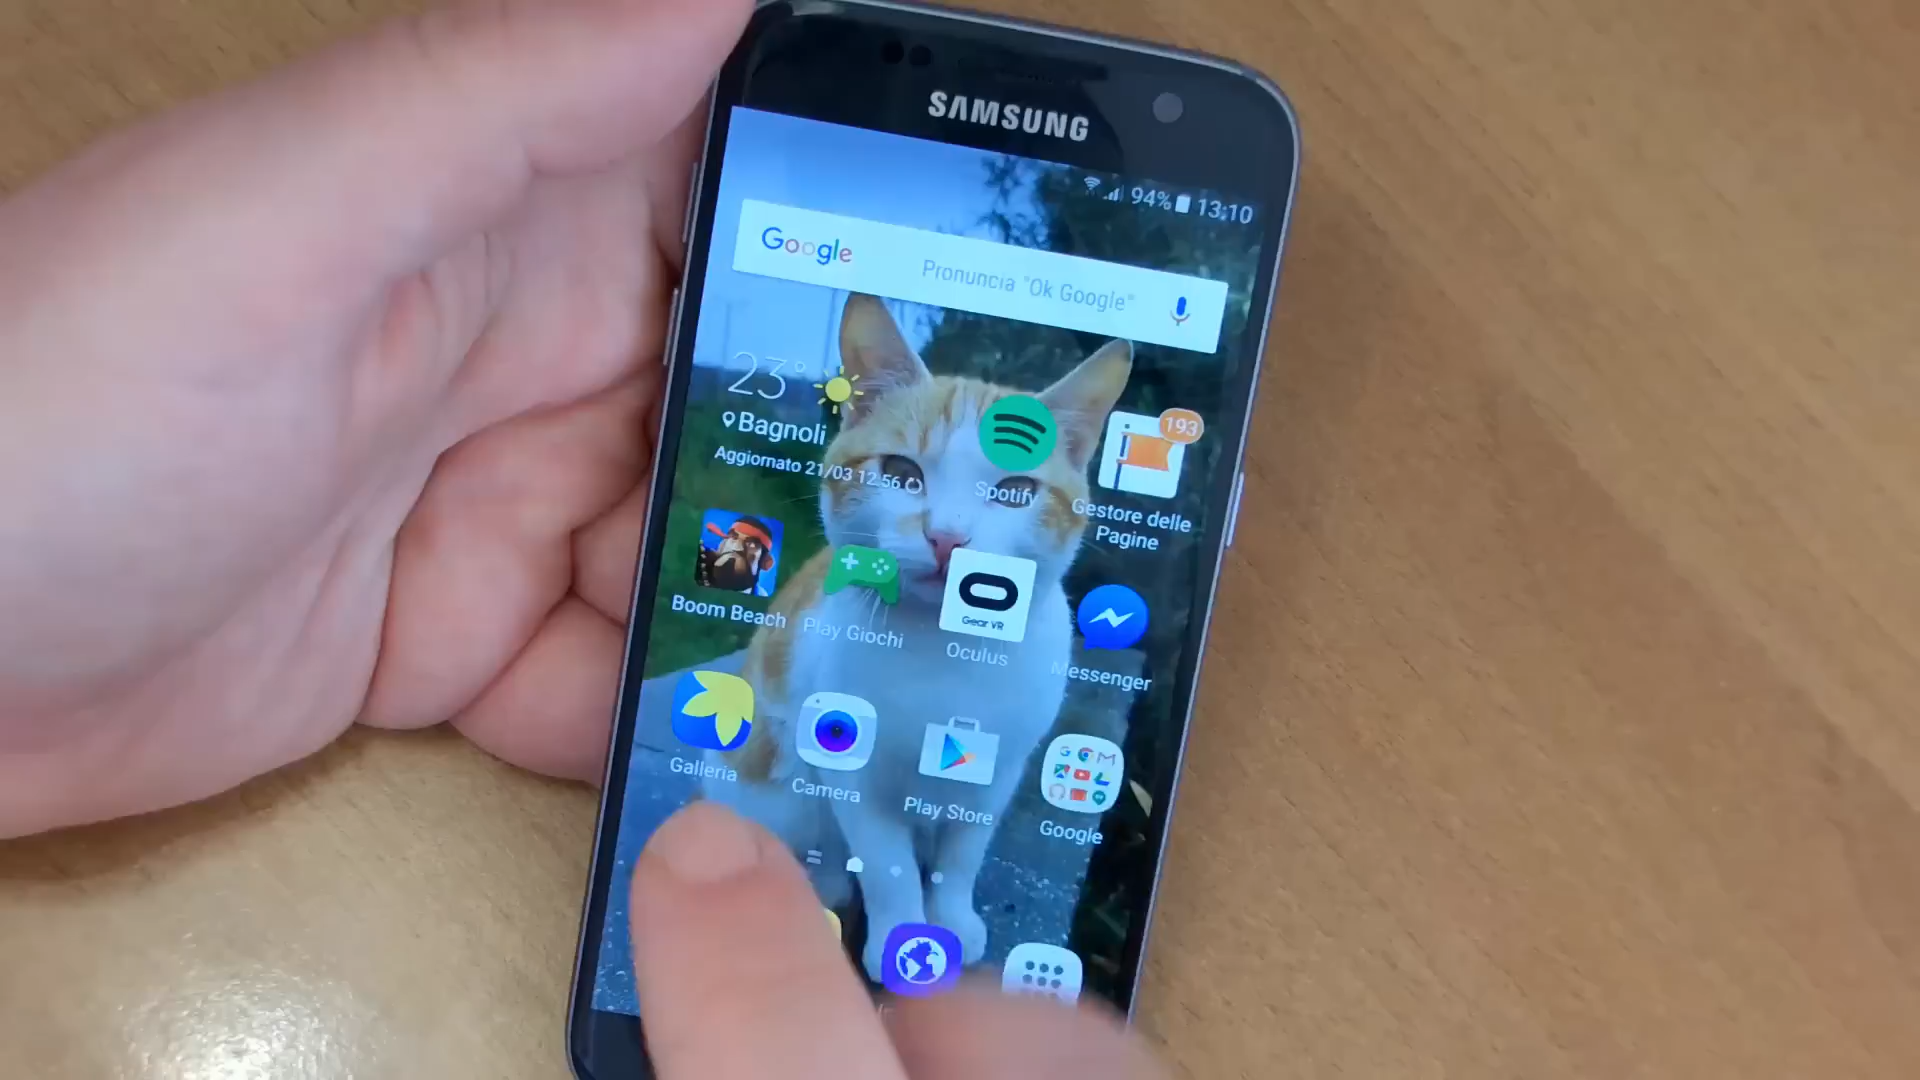 SAMSUNG
94% 13:10
Google Pronuncia "Ok Google"
23°
Bagnoli
Aggiornato 21/03 12:56
Spotify
193
Gestore delle
Pagine
Boom Beach
Play Giochi
Gear VR
Oculus
Messenger
Galleria
Camera
Play Store
Google